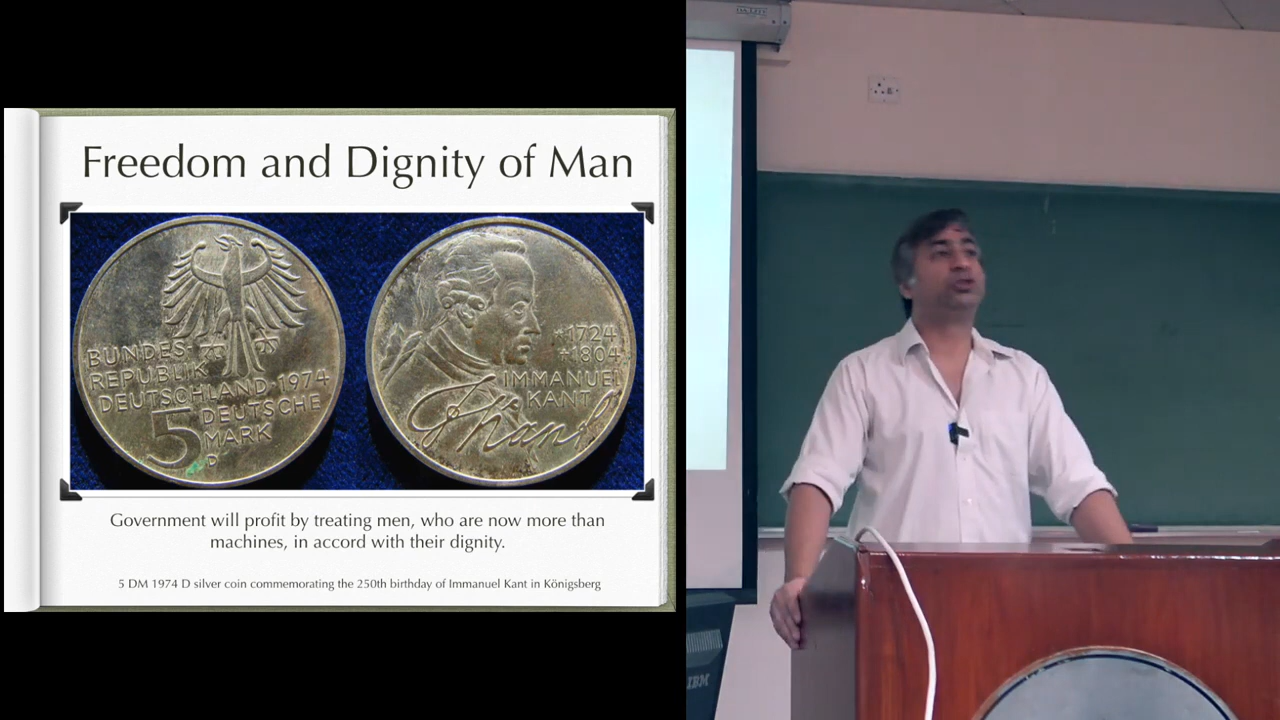 Freedom and Dignity of Man
BUNDES-
REPUBLIK
DEUTSCHLAND 1974
5 DEUTSCHE
MARK
D
*1724
+1804
IMMANUEL
KANT
Government will profit by treating men, who are now more than
machines, in accord with their dignity.
5 DM 1974 D silver coin commemorating the 250th birthday of Immanuel Kant in Königsberg
IBM